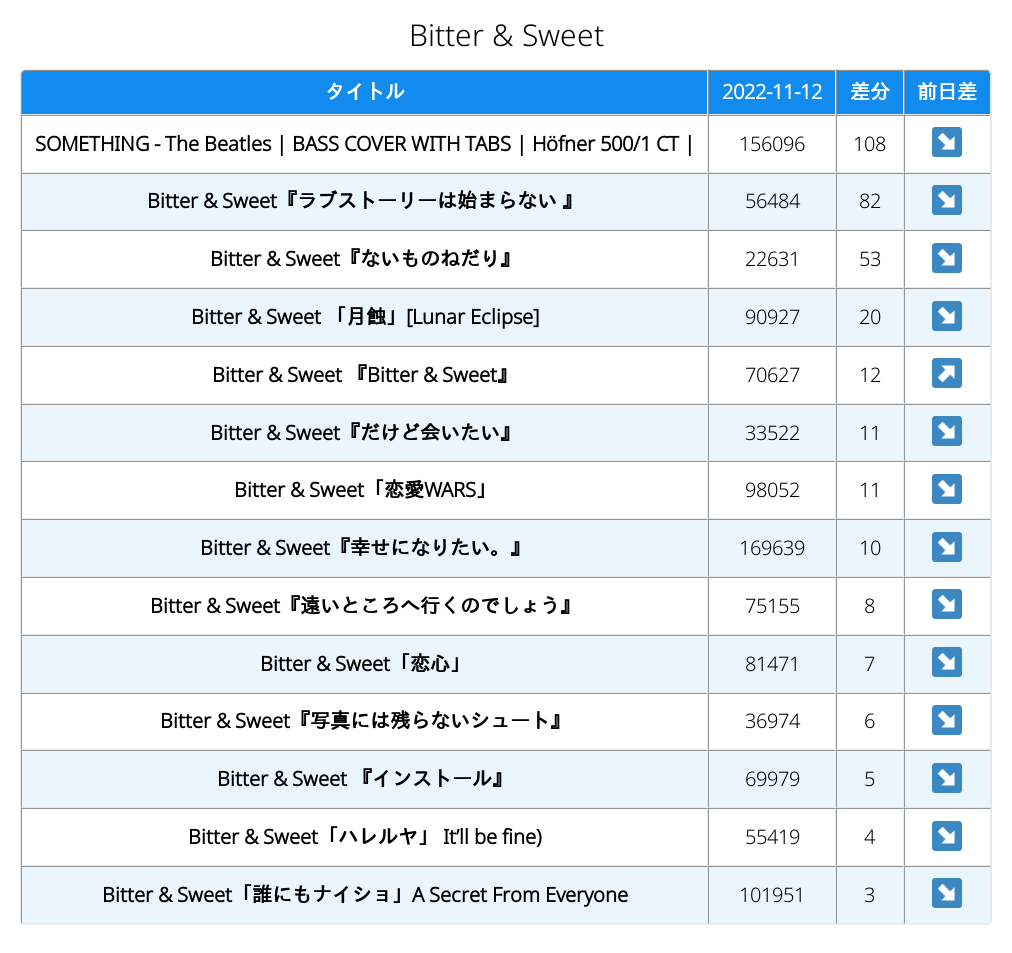 Bitter & Sweet
タイトル 2022-11-12 差分 前日差
SOMETHING - The Beatles | BASS COVER WITH TABS | Höfner 500/1 CT | 156096 108
Bitter & Sweet『ラブストーリーは始まらない 』 56484 82
Bitter & Sweet『ないものねだり』 22631 53
Bitter & Sweet 「月蝕」[Lunar Eclipse] 90927 20
Bitter & Sweet 『Bitter & Sweet』 70627 12
Bitter & Sweet『だけど会いたい』 33522 11
Bitter & Sweet「恋愛WARS」 98052 11
Bitter & Sweet『幸せになりたい。』 169639 10
Bitter & Sweet『遠いところへ行くのでしょう』 75155 8
Bitter & Sweet「恋心」 81471 7
Bitter & Sweet『写真には残らないシュート』 36974 6
Bitter & Sweet 『インストール』 69979 5
Bitter & Sweet「ハレルヤ」 It’ll be fine) 55419 4
Bitter & Sweet「誰にもナイショ」A Secret From Everyone 101951 3